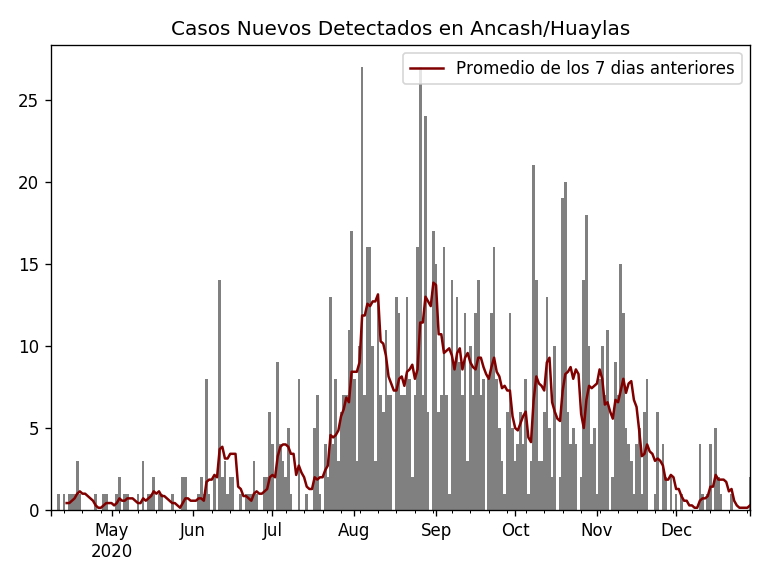 Casos Nuevos Detectados en Ancash/Huaylas
Promedio de los 7 dias anteriores
25
20
15
10
5
0
May Jun Jul Aug Sep Oct Nov Dec
2020